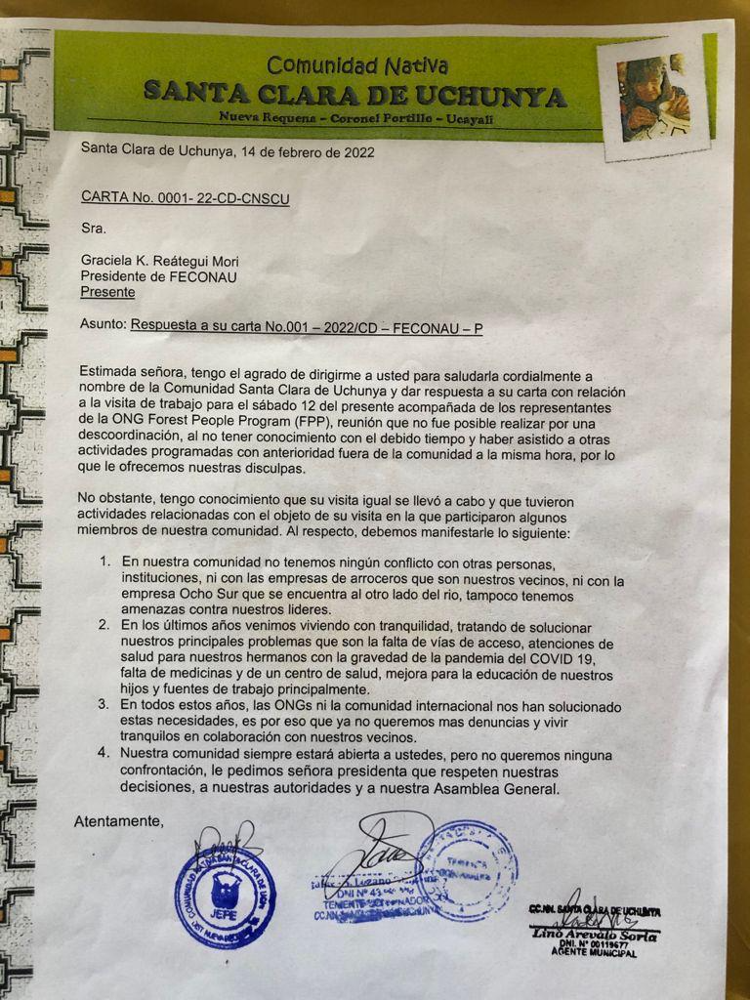 Comunidad Nativa
SANTA CLARA DE UCHUNYA
Nueva Requena – Coronel Portillo – Ucayali
Santa Clara de Uchunya, 14 de febrero de 2022
CARTA No. 0001- 22-CD-CNSCU
Sra.
Graciela K. Reátegui Mori
Presidente de FECONAU
Presente
Asunto: Respuesta a su carta No.001 – 2022/CD – FECONAU – P
Estimada señora, tengo el agrado de dirigirme a usted para saludarla cordialmente a
nombre de la Comunidad Santa Clara de Uchunya y dar respuesta a su carta con relación
a la visita de trabajo para el sábado 12 del presente acompañada de los representantes
de la ONG Forest People Program (FPP), reunión que no fue posible realizar por una
descoordinación, al no tener conocimiento con el debido tiempo y haber asistido a otras
actividades programadas con anterioridad fuera de la comunidad a la misma hora, por lo
que le ofrecemos nuestras disculpas.
No obstante, tengo conocimiento que su visita igual se llevó a cabo y que tuvieron
actividades relacionadas con el objeto de su visita en la que participaron algunos
miembros de nuestra comunidad. Al respecto, debemos manifestarle lo siguiente:
1. En nuestra comunidad no tenemos ningún conflicto con otras personas,
instituciones, ni con las empresas de arroceros que son nuestros vecinos, ni con la
empresa Ocho Sur que se encuentra al otro lado del rio, tampoco tenemos
amenazas contra nuestros lideres.
2. En los últimos años venimos viviendo con tranquilidad, tratando de solucionar
nuestros principales problemas que son la falta de vías de acceso, atenciones de
salud para nuestros hermanos con la gravedad de la pandemia del COVID 19,
falta de medicinas y de un centro de salud, mejora para la educación de nuestros
hijos y fuentes de trabajo principalmente.
3. En todos estos años, las ONGs ni la comunidad internacional nos han solucionado
estas necesidades, es por eso que ya no queremos mas denuncias y vivir
tranquilos en colaboración con nuestros vecinos.
4. Nuestra comunidad siempre estará abierta a ustedes, pero no queremos ninguna
confrontación, le pedimos señora presidenta que respeten nuestras
decisiones, a nuestras autoridades y a nuestra Asamblea General.
Atentamente,
COMUNIDAD NATIVA SANTA CLARA DE
JEFE
Lozano
DNI Nº
TENIENTE GOBERNADOR
CC.NN. SANTA CLARA DE UCHUNYA
Lino Arevalo Soria
DNI. Nº 00119677
AGENTE MUNICIPAL